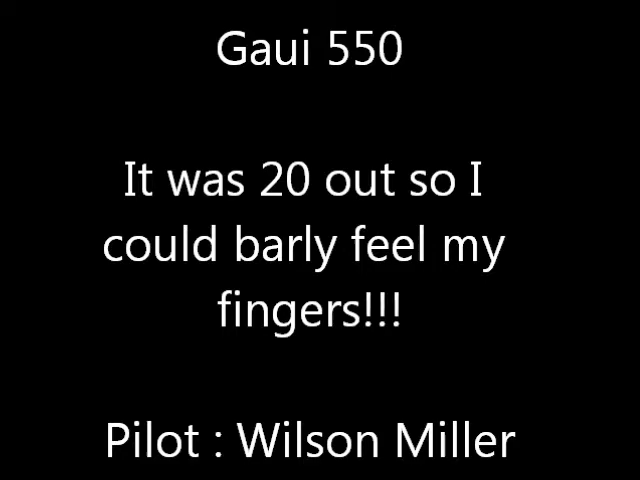 Gaui 550
It was 20 out so I
could barly feel my
fingers!!!
Pilot : Wilson Miller